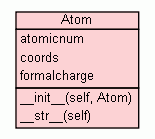 Atom
atomicnum
coords
formalcharge
__init__(self, Atom)
__str__(self)